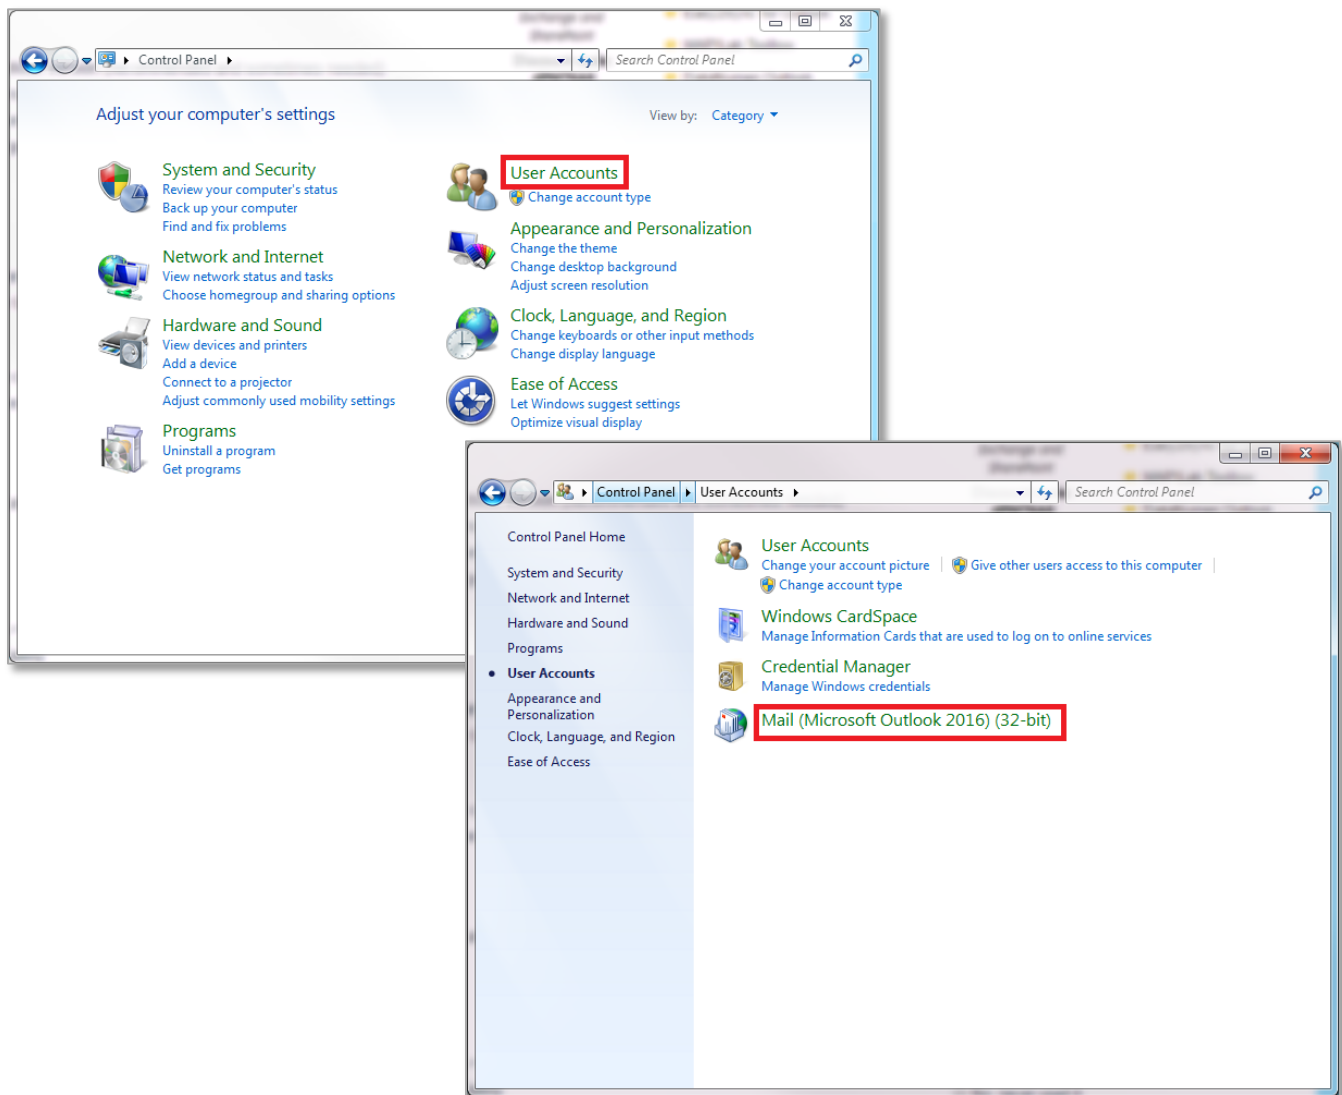 Control Panel
Search Control Panel
Adjust your computer's settings
View by: Category
System and Security
Review your computer's status
Back up your computer
Find and fix problems
Network and Internet
View network status and tasks
Choose homegroup and sharing options
Hardware and Sound
View devices and printers
Add a device
Connect to a projector
Adjust commonly used mobility settings
Programs
Uninstall a program
Get programs
User Accounts
Change account type
Appearance and Personalization
Change the theme
Change desktop background
Adjust screen resolution
Clock, Language, and Region
Change keyboards or other input methods
Change display language
Ease of Access
Let Windows suggest settings
Optimize visual display
Control Panel User Accounts
Search Control Panel
Control Panel Home
System and Security
Network and Internet
Hardware and Sound
Programs
User Accounts
Appearance and
Personalization
Clock, Language, and Region
Ease of Access
User Accounts
Change your account picture Give other users access to this computer
Change account type
Windows CardSpace
Manage Information Cards that are used to log on to online services
Credential Manager
Manage Windows credentials
Mail (Microsoft Outlook 2016) (32-bit)